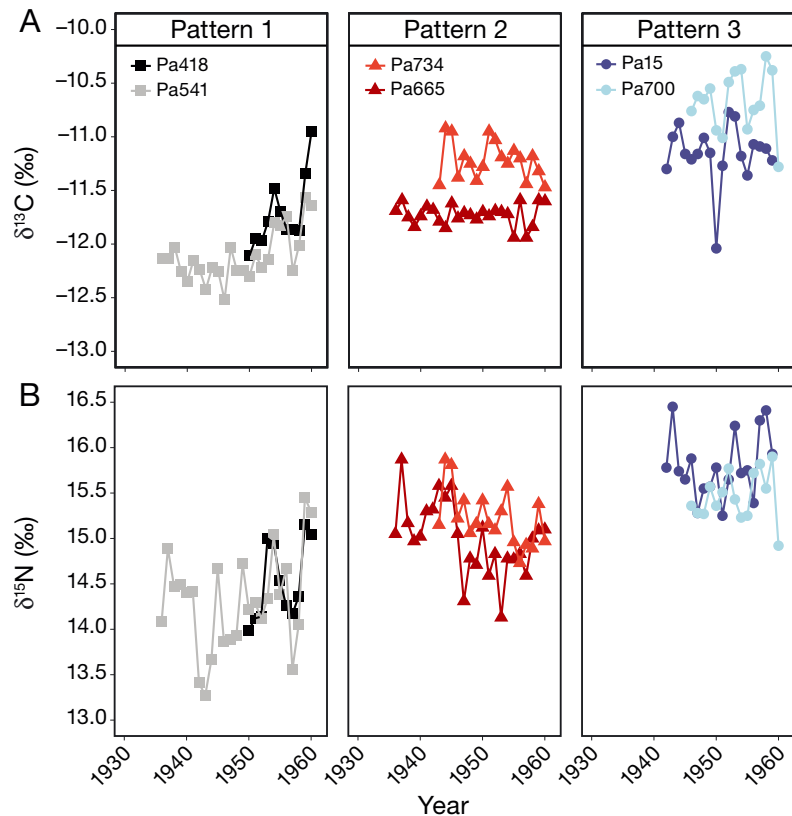 A
Pattern 1
Pattern 2
Pattern 3
δ13C (‰)
−10.0
−10.5
−11.0
−11.5
−12.0
−12.5
−13.0
Pa418
Pa541
Pa734
Pa665
Pa15
Pa700
B
δ15N (‰)
16.5
16.0
15.5
15.0
14.5
14.0
13.5
13.0
1930 1940 1950 1960
1930 1940 1950 1960
1930 1940 1950 1960
Year